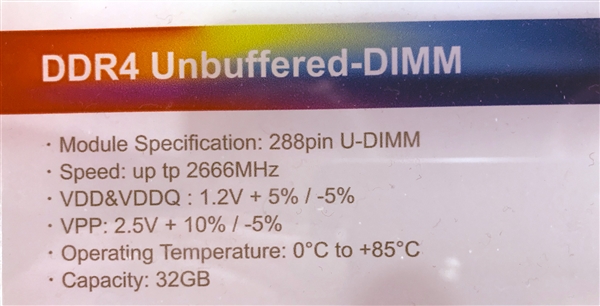 DDR4 Unbuffered-DIMM
· Module Specification: 288pin U-DIMM
· Speed: up tp 2666MHz
· VDD&VDDQ : 1.2V + 5% / -5%
· VPP: 2.5V + 10% / -5%
· Operating Temperature: 0°C to +85°C
· Capacity: 32GB